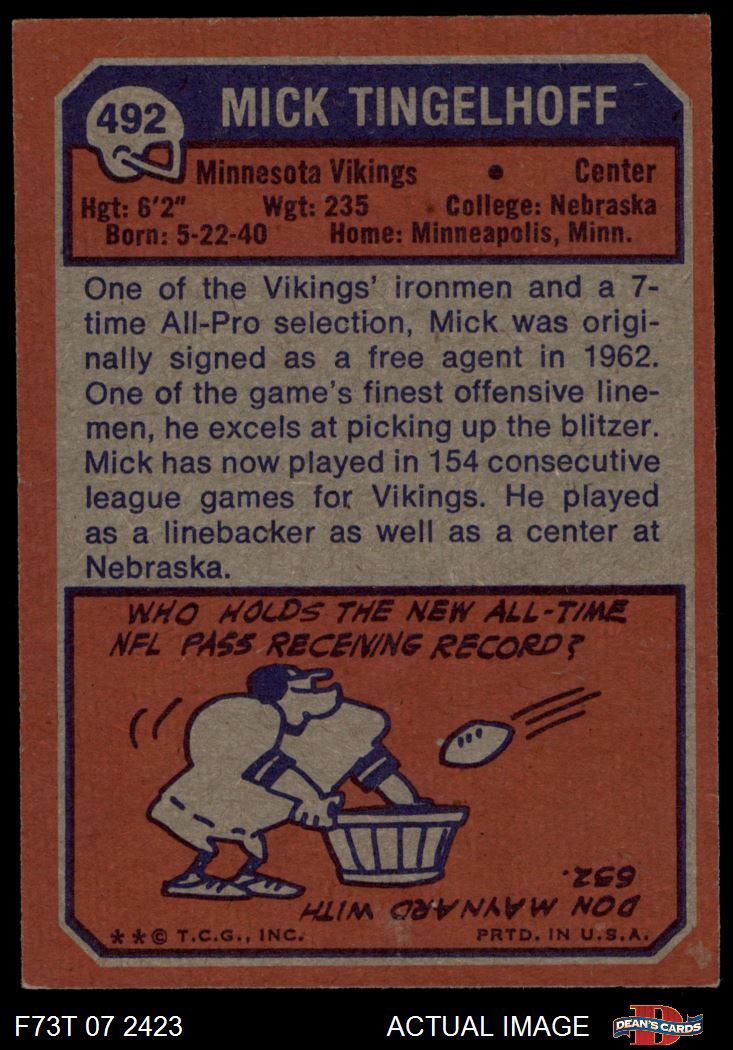 492
MICK TINGELHOFF
Minnesota Vikings • Center
Hgt: 6'2" Wgt: 235 College: Nebraska
Born: 5-22-40 Home: Minneapolis, Minn.
One of the Vikings' ironmen and a 7-
time All-Pro selection, Mick was origi-
nally signed as a free agent in 1962.
One of the game's finest offensive line-
men, he excels at picking up the blitzer.
Mick has now played in 154 consecutive
league games for Vikings. He played
as a linebacker as well as a center at
Nebraska.
WHO HOLDS THE NEW ALL-TIME
NFL PASS RECEIVING RECORD?
DON MAYNARD WITH
632.
** © T.C.G., INC. PRTD. IN U.S.A.
F73T 07 2423 ACTUAL IMAGE
D
DEAN'S CARDS